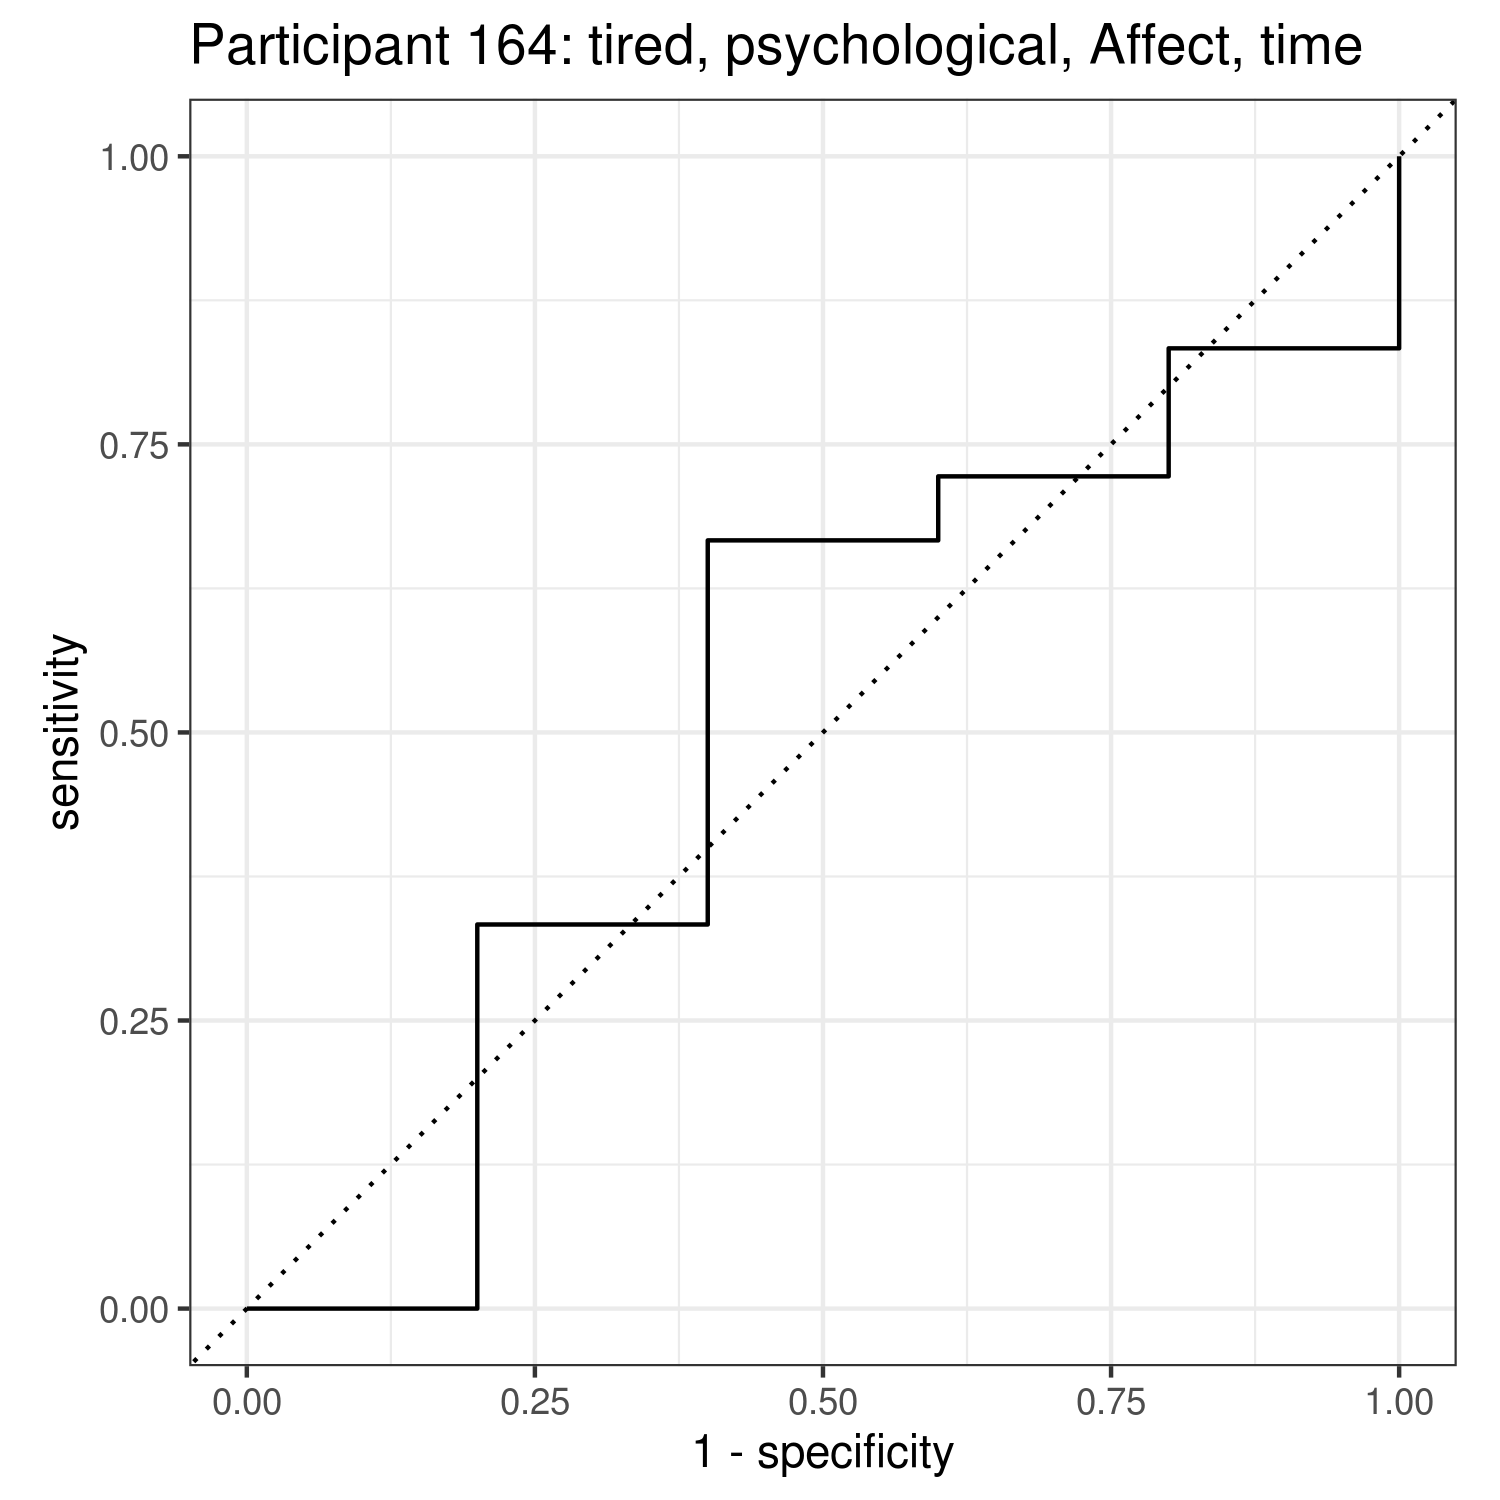 Participant 164: tired, psychological, Affect, time
1.00
0.75
0.50
0.25
0.00
sensitivity
0.00 0.25 0.50 0.75 1.00
1 - specificity